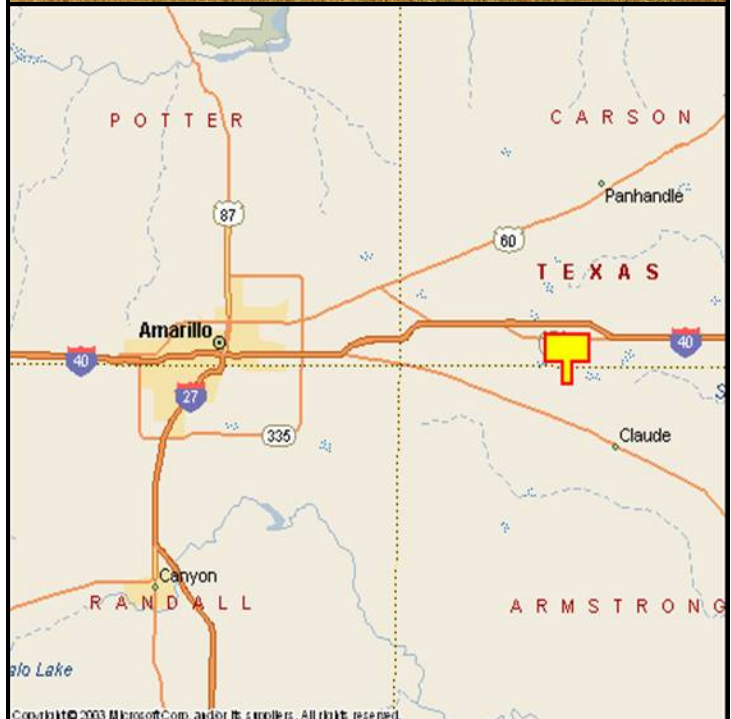 POTTER
CARSON
Panhandle
87
60
TEXAS
Amarillo
40
40
27
335
Claude
Canyon
RANDALL
ARMSTRONG
alo Lake
Copyright© 2003 Microsoft Corp. and/or its suppliers. All rights reserved.